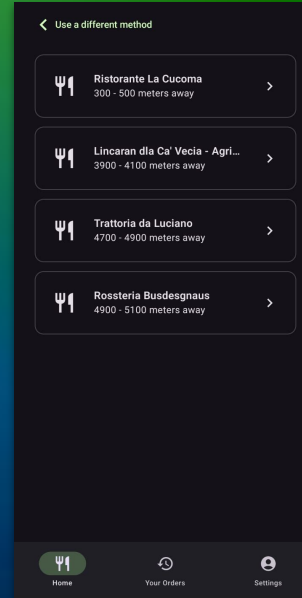 Use a different method
Ristorante La Cucoma
300 - 500 meters away
Lincaran dla Ca' Vecia - Agri...
3900 - 4100 meters away
Trattoria da Luciano
4700 - 4900 meters away
Rossteria Busdesgnaus
4900 - 5100 meters away
Home
Your Orders
Settings